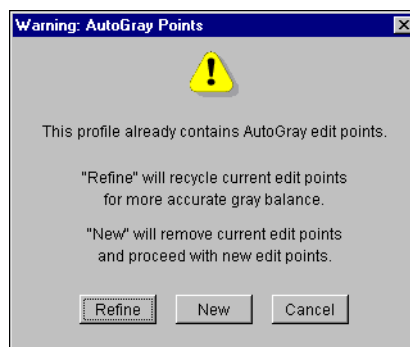 Warning: AutoGray Points
This profile already contains AutoGray edit points.
"Refine" will recycle current edit points
for more accurate gray balance.
"New" will remove current edit points
and proceed with new edit points.
Refine New Cancel